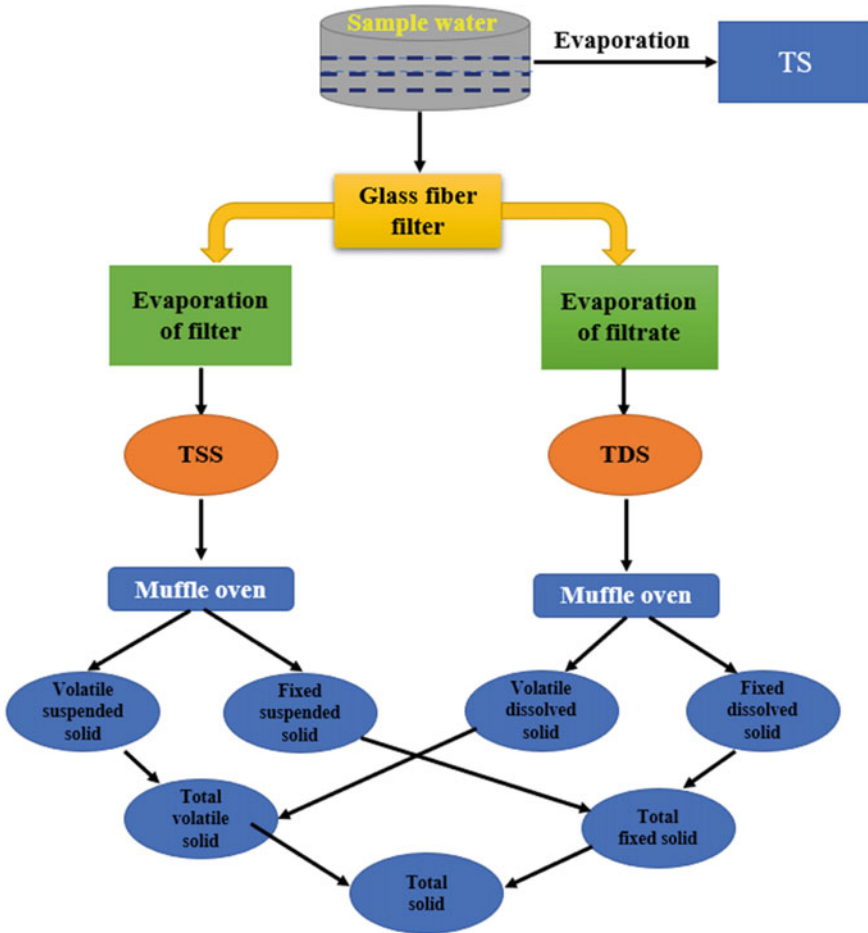 Sample water
Evaporation
TS
Glass fiber
filter
Evaporation
of filter
Evaporation
of filtrate
TSS
TDS
Muffle oven
Muffle oven
Volatile
suspended
solid
Fixed
suspended
solid
Volatile
dissolved
solid
Fixed
dissolved
solid
Total
volatile
solid
Total
fixed solid
Total
solid